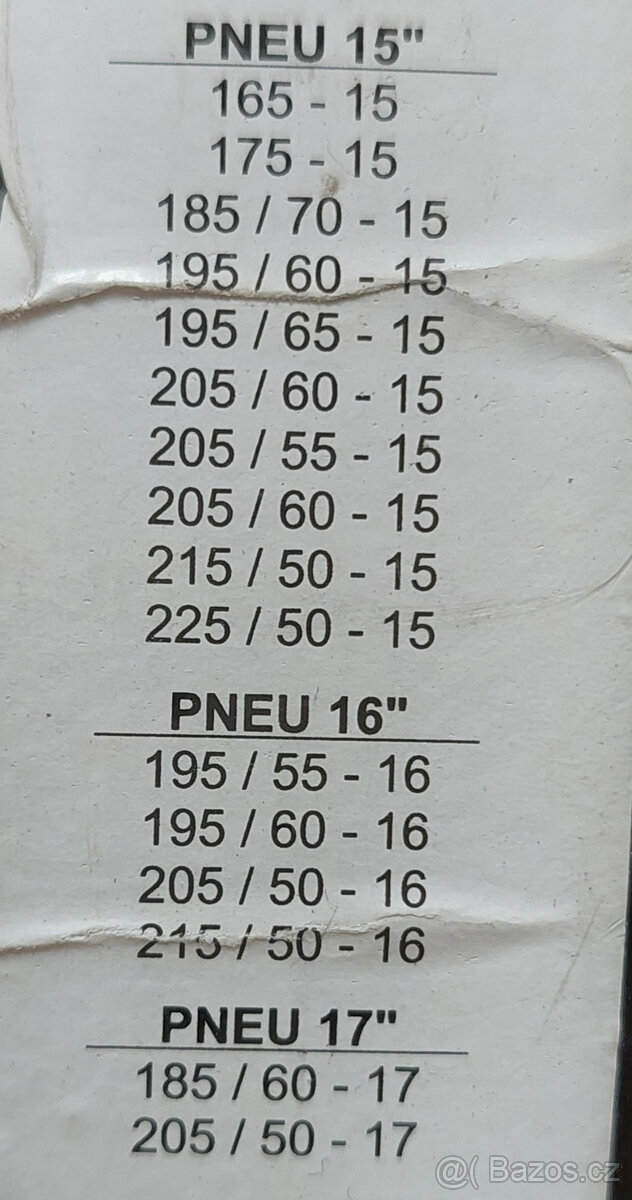 PNEU 15"
165 - 15
175 - 15
185 / 70 - 15
195 / 60 - 15
195 / 65 - 15
205 / 60 - 15
205 / 55 - 15
205 / 60 - 15
215 / 50 - 15
225 / 50 - 15
PNEU 16"
195 / 55 - 16
195 / 60 - 16
205 / 50 - 16
215 / 50 - 16
PNEU 17"
185 / 60 - 17
205 / 50 - 17
@( Bazos.cz